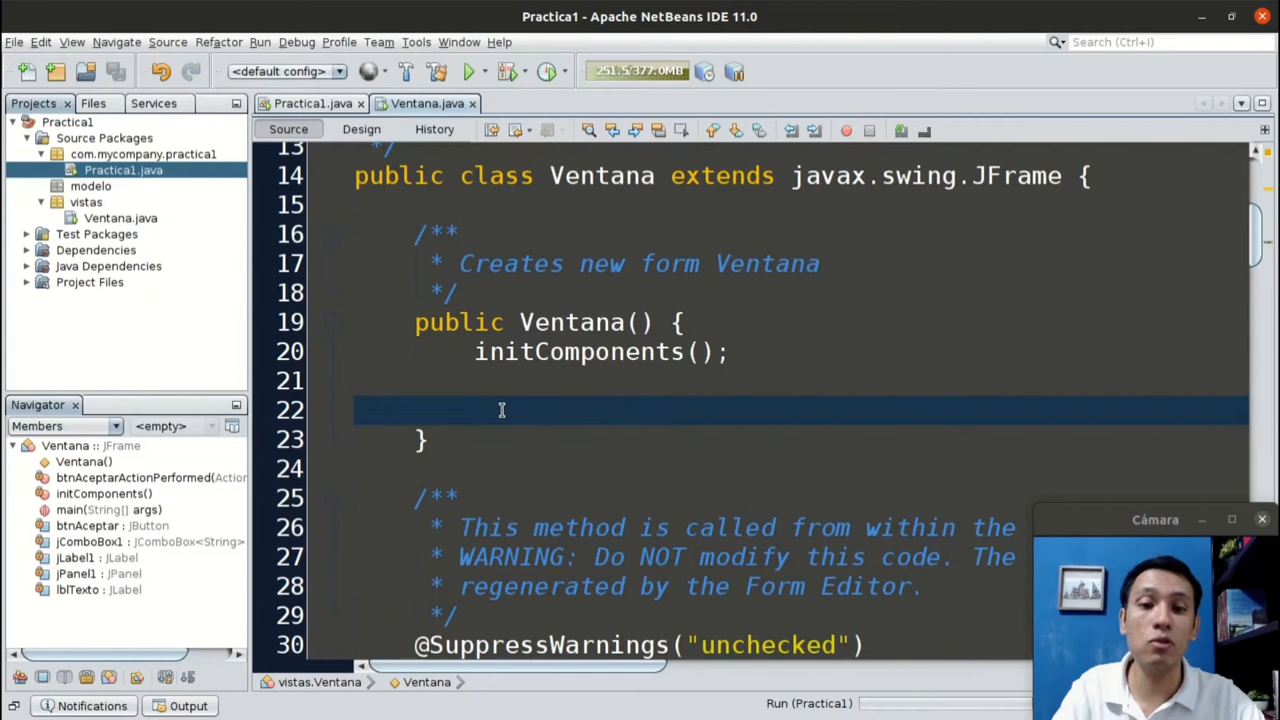 Practica1 - Apache NetBeans IDE 11.0
File Edit View Navigate Source Refactor Run Debug Profile Team Tools Window Help
Search (Ctrl+I)
<default config>
251.5/377.0MB
Projects Files Services
Practica1.java Ventana.java
Source Design History
Practica1
Source Packages
com.mycompany.practica1
Practica1.java
modelo
vistas
Ventana.java
Test Packages
Dependencies
Java Dependencies
Project Files
Navigator
Members <empty>
Ventana :: JFrame
Ventana()
btnAceptarActionPerformed(Action
initComponents()
main(String[] args)
btnAceptar : JButton
jComboBox1 : JComboBox<String>
jLabel1 : JLabel
jPanel1 : JPanel
lblTexto : JLabel
13 */
14 public class Ventana extends javax.swing.JFrame {
15
16 /**
17 * Creates new form Ventana
18 */
19 public Ventana() {
20 initComponents();
21
22
23 }
24
25 /**
26 * This method is called from within the
27 * WARNING: Do NOT modify this code. The
28 * regenerated by the Form Editor.
29 */
30 @SuppressWarnings("unchecked")
Cámara
vistas.Ventana Ventana
Notifications Output
Run (Practica1)